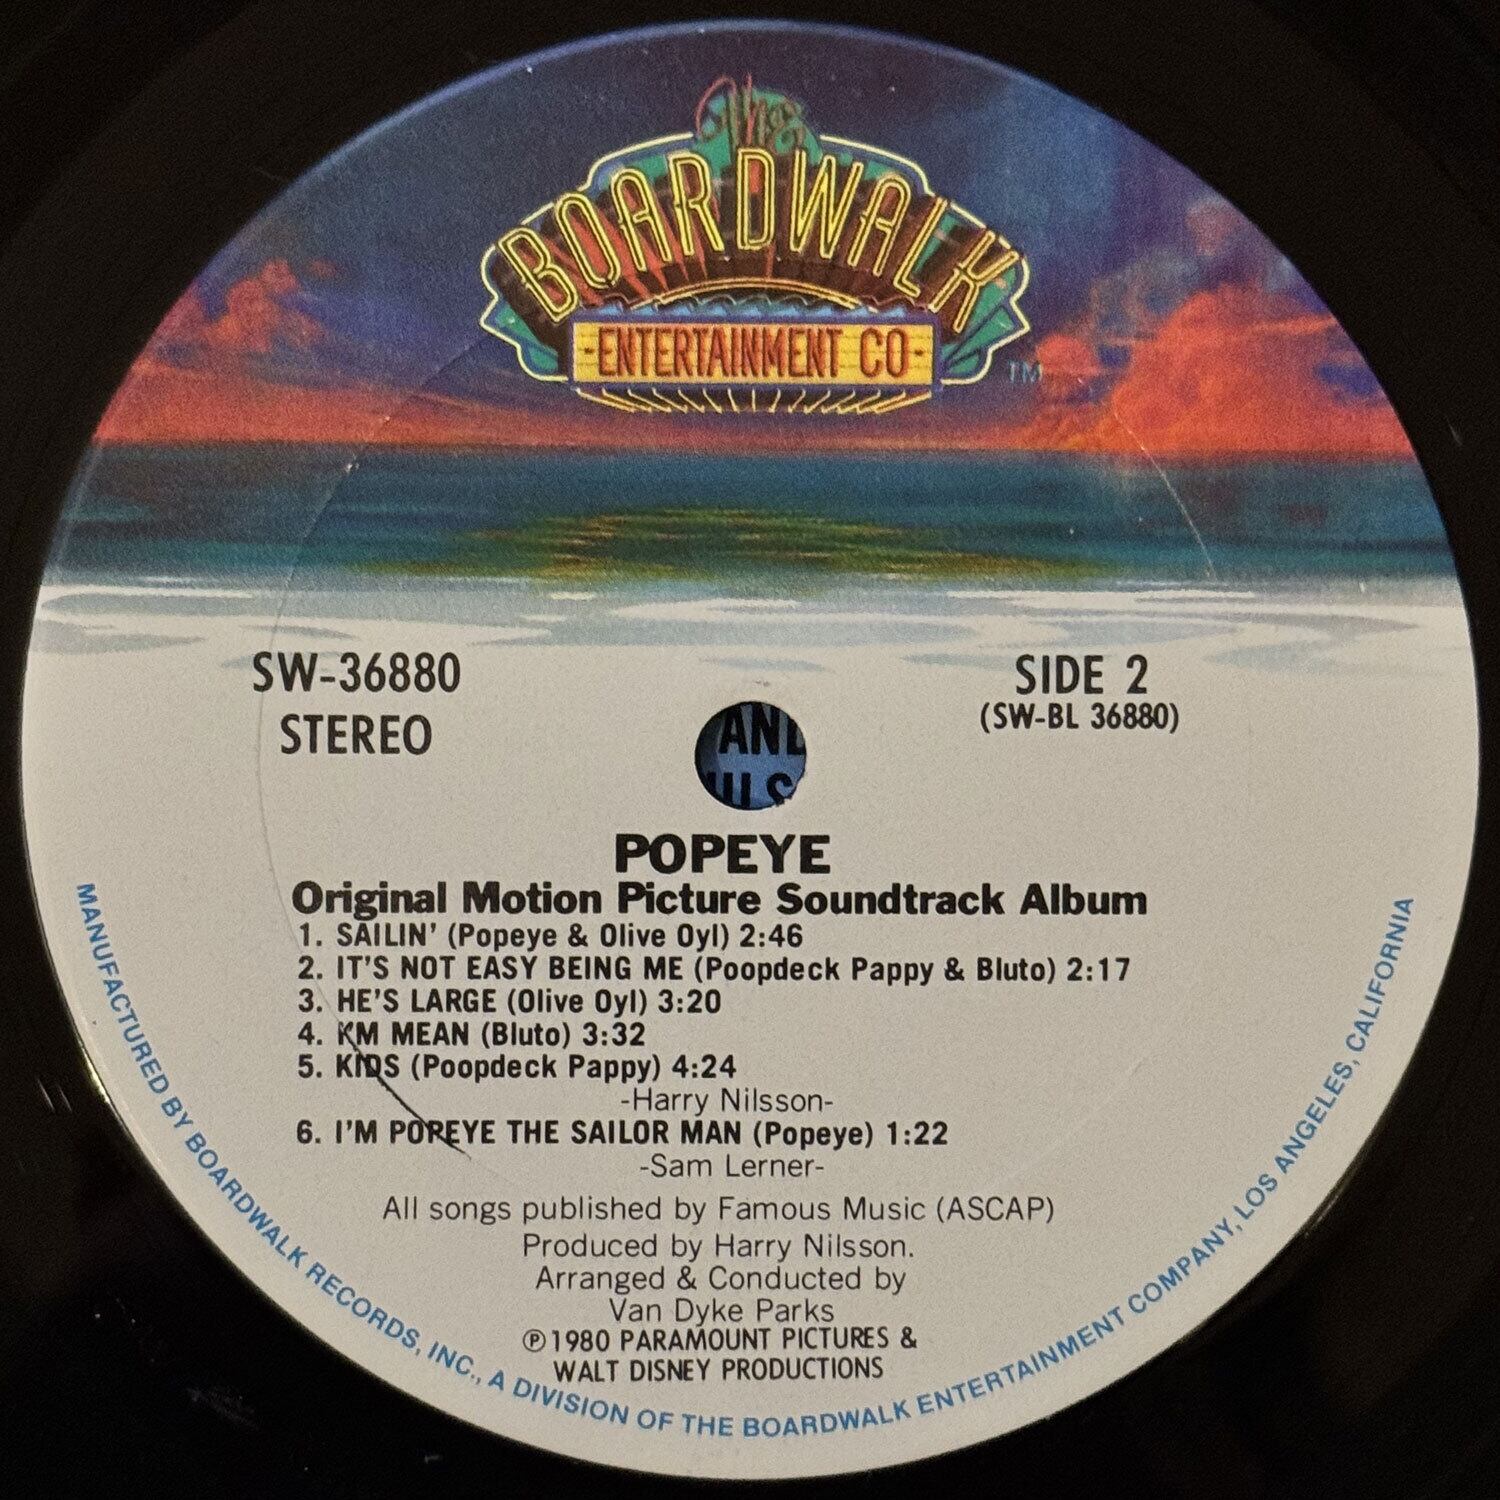 The
BOARDWALK
-ENTERTAINMENT CO-
TM
SW-36880
STEREO
SIDE 2
(SW-BL 36880)
AND
POPEYE
Original Motion Picture Soundtrack Album
1. SAILIN' (Popeye & Olive Oyl) 2:46
2. IT'S NOT EASY BEING ME (Poopdeck Pappy & Bluto) 2:17
3. HE'S LARGE (Olive Oyl) 3:20
4. I'M MEAN (Bluto) 3:32
5. KIDS (Poopdeck Pappy) 4:24
-Harry Nilsson-
6. I'M POPEYE THE SAILOR MAN (Popeye) 1:22
-Sam Lerner-
All songs published by Famous Music (ASCAP)
Produced by Harry Nilsson.
Arranged & Conducted by
Van Dyke Parks
℗1980 PARAMOUNT PICTURES &
WALT DISNEY PRODUCTIONS
MANUFACTURED BY BOARDWALK RECORDS, INC., A DIVISION OF THE BOARDWALK ENTERTAINMENT COMPANY, LOS ANGELES, CALIFORNIA